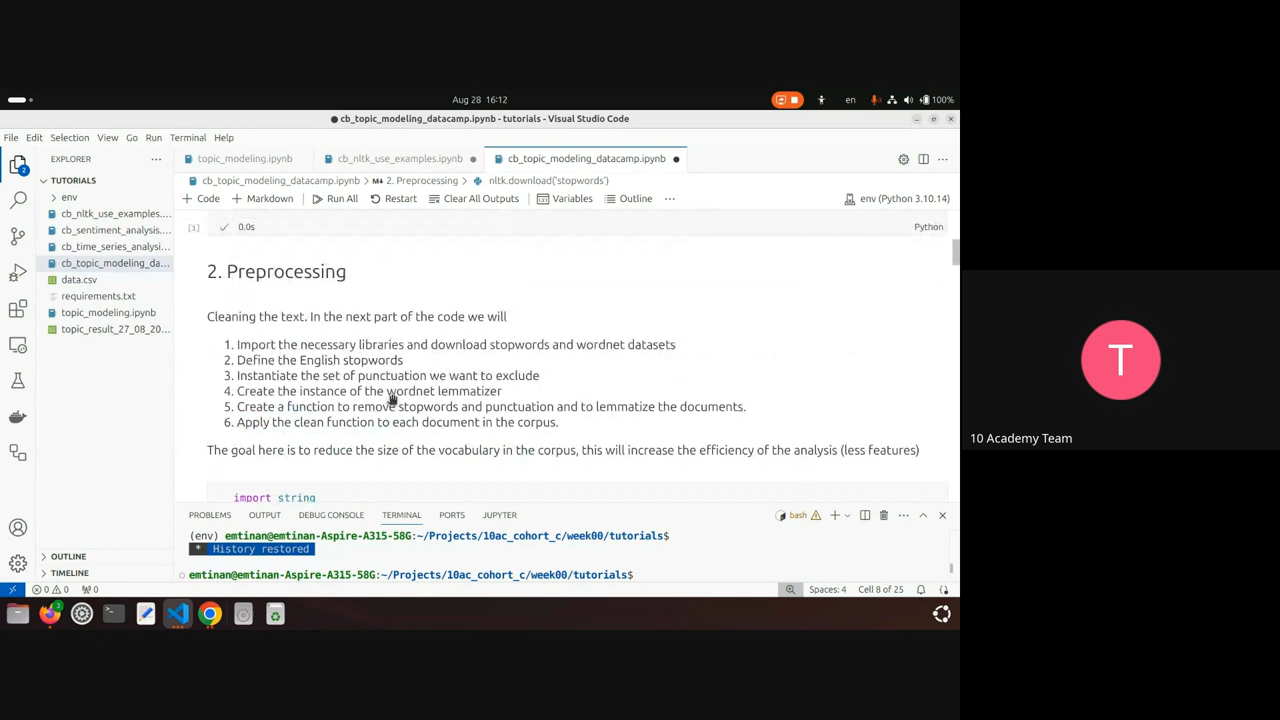 Aug 28 16:12
en
100%
cb_topic_modeling_datacamp.ipynb - tutorials - Visual Studio Code
File Edit Selection View Go Run Terminal Help
EXPLORER
topic_modeling.ipynb
cb_nltk_use_examples.ipynb
cb_topic_modeling_datacamp.ipynb
TUTORIALS
cb_topic_modeling_datacamp.ipynb > M↓ 2. Preprocessing > nltk.download('stopwords')
env
+ Code + Markdown Run All Restart Clear All Outputs Variables Outline ...
env (Python 3.10.14)
2
cb_nltk_use_examples....
cb_sentiment_analysis....
cb_time_series_analysi...
cb_topic_modeling_da...
data.csv
requirements.txt
topic_modeling.ipynb
topic_result_27_08_20...
[1]
0.0s
Python
2. Preprocessing
Cleaning the text. In the next part of the code we will
1. Import the necessary libraries and download stopwords and wordnet datasets
2. Define the English stopwords
3. Instantiate the set of punctuation we want to exclude
4. Create the instance of the wordnet lemmatizer
5. Create a function to remove stopwords and punctuation and to lemmatize the documents.
6. Apply the clean function to each document in the corpus.
The goal here is to reduce the size of the vocabulary in the corpus, this will increase the efficiency of the analysis (less features)
import string
PROBLEMS OUTPUT DEBUG CONSOLE TERMINAL PORTS JUPYTER
bash
(env) emtinan@emtinan-Aspire-A315-58G:~/Projects/10ac_cohort_c/week00/tutorials$
* History restored
emtinan@emtinan-Aspire-A315-58G:~/Projects/10ac_cohort_c/week00/tutorials$
OUTLINE
TIMELINE
0 0 0
Spaces: 4 Cell 8 of 25
3
T
10 Academy Team